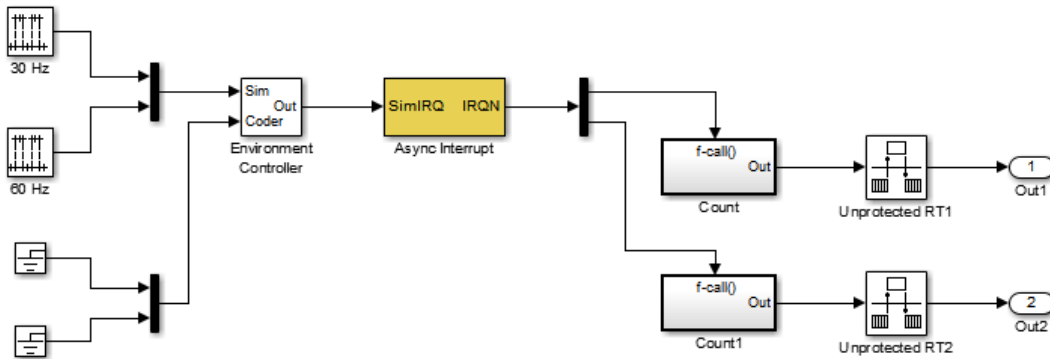 30 Hz
60 Hz
Sim
Out
Coder
Environment
Controller
SimIRQ IRQN
Async Interrupt
f-call()
Out
Count
Unprotected RT1
1
Out1
f-call()
Out
Count1
Unprotected RT2
2
Out2